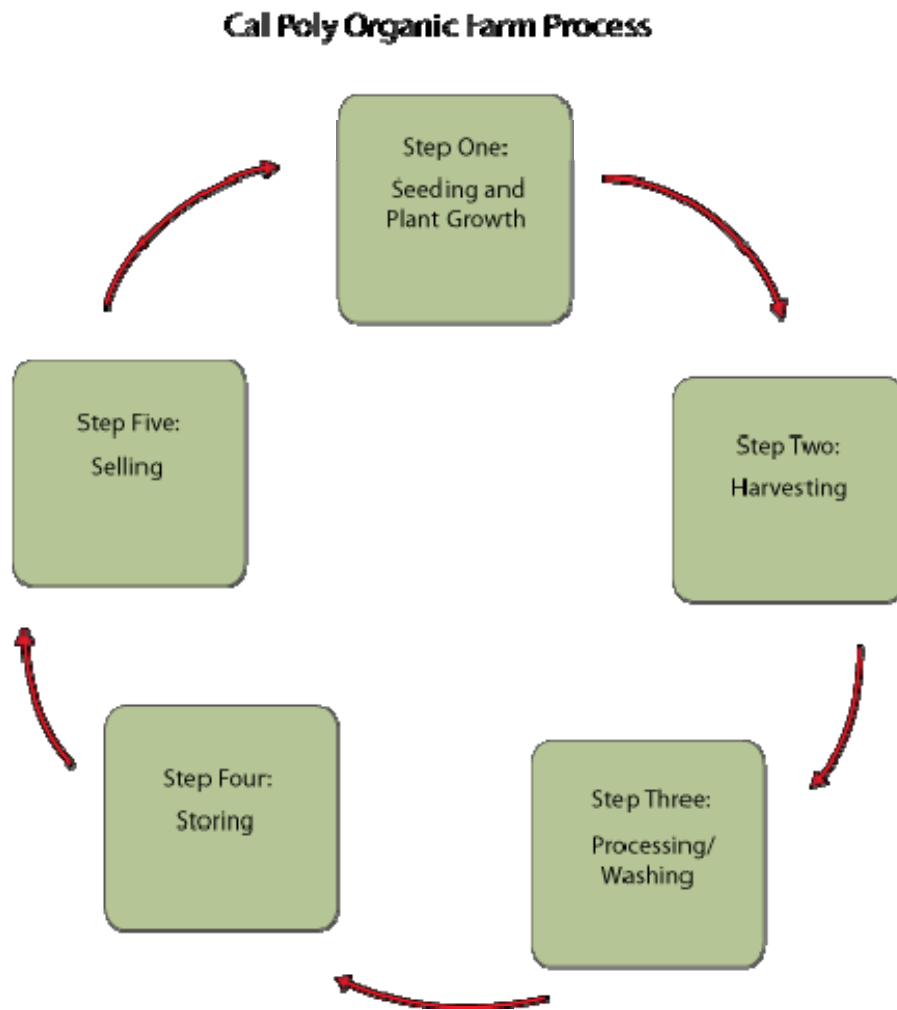 Cal Poly Organic Farm Process
Step One:
Seeding and
Plant Growth
Step Two:
Harvesting
Step Three:
Processing/
Washing
Step Four:
Storing
Step Five:
Selling